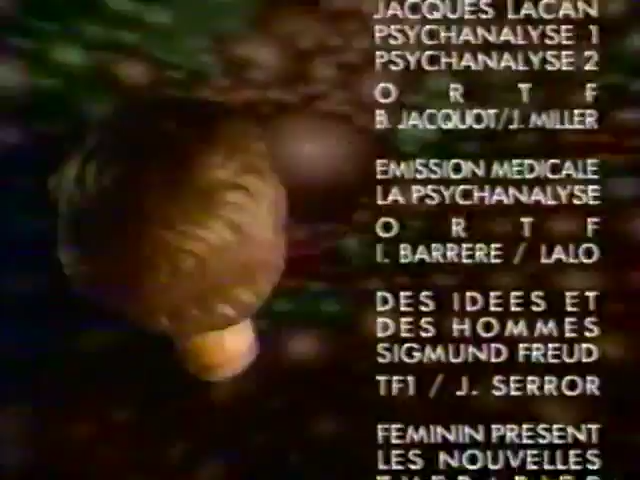 JACQUES LACAN
PSYCHANALYSE 1
PSYCHANALYSE 2
O R T F
B. JACQUOT/J. MILLER
EMISSION MEDICALE
LA PSYCHANALYSE
O R T F
I. BARRERE / LALO
DES IDEES ET
DES HOMMES
SIGMUND FREUD
TF1 / J. SERROR
FEMININ PRESENT
LES NOUVELLES